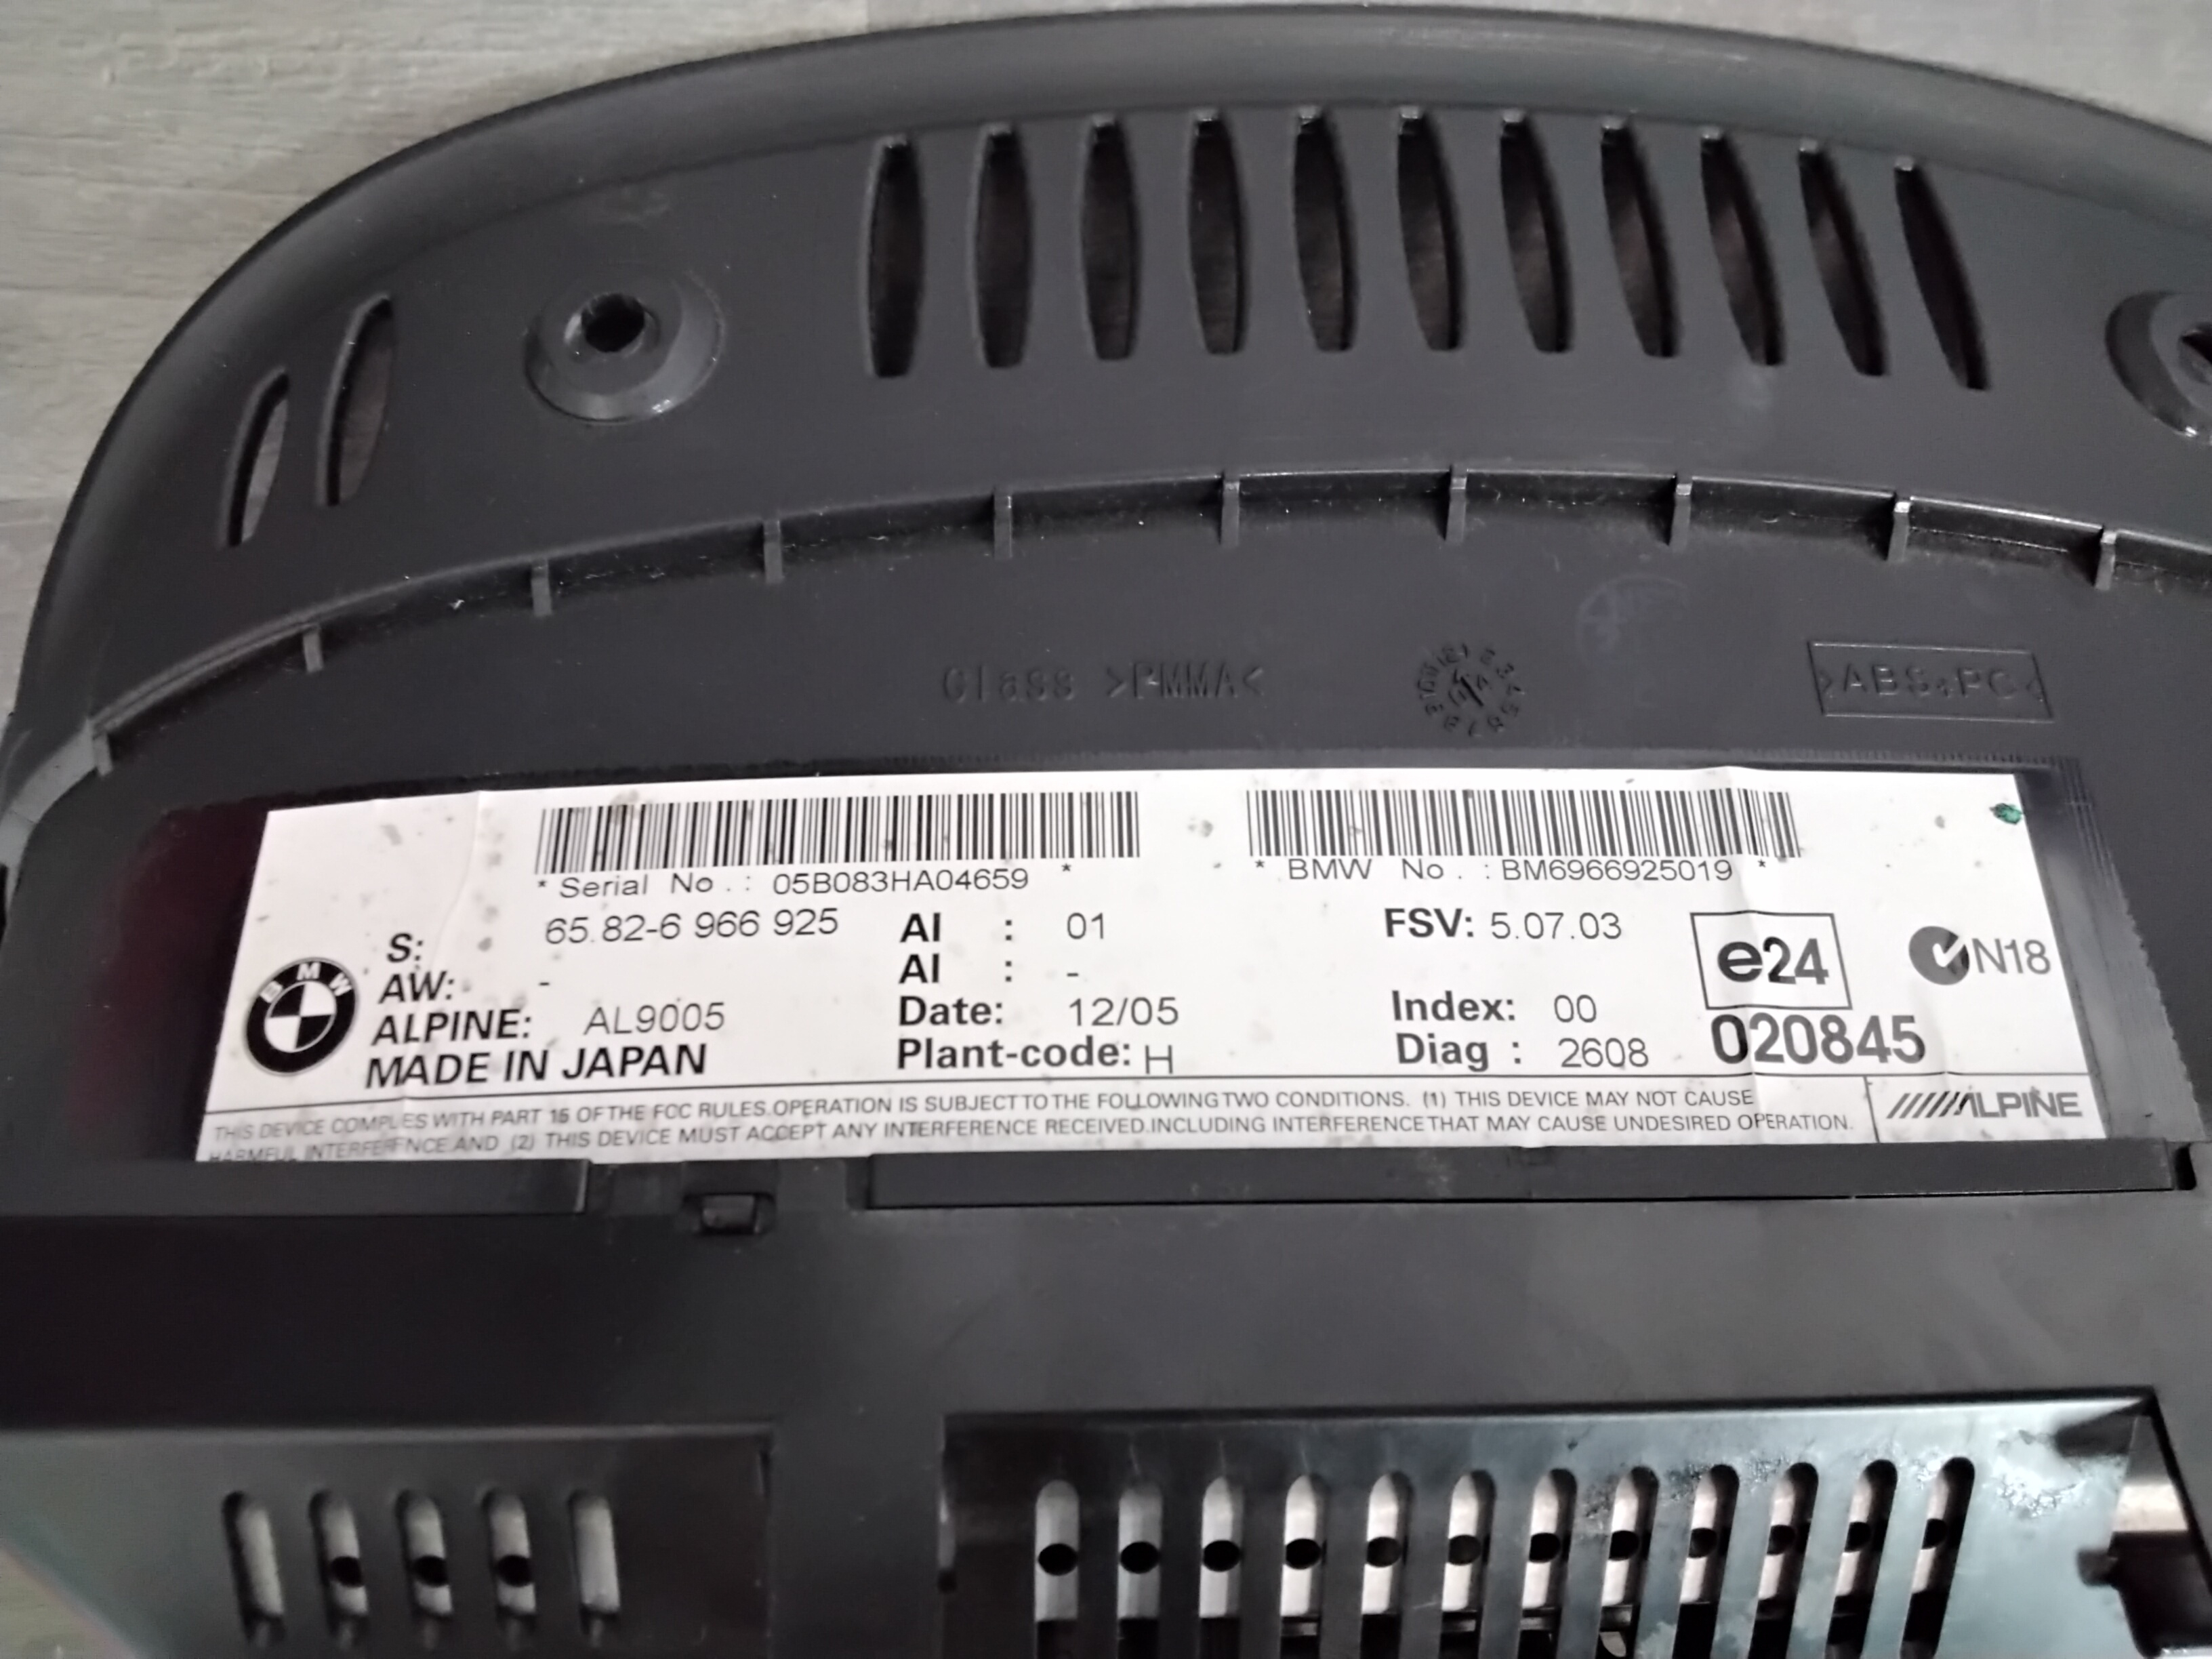 Class >PMMA<
>ABS+PC<
* Serial No.: 05B083HA04659 *
* BMW No.: BM6966925019 *
S: 65.82-6 966 925 AI : 01 FSV: 5.07.03
AW: - AI : -
ALPINE: AL9005 Date: 12/05 Index: 00
MADE IN JAPAN Plant-code: H Diag : 2608
BMW
e24
020845
N18
THIS DEVICE COMPLIES WITH PART 15 OF THE FCC RULES.OPERATION IS SUBJECT TO THE FOLLOWING TWO CONDITIONS. (1) THIS DEVICE MAY NOT CAUSE
HARMFUL INTERFERENCE.AND (2) THIS DEVICE MUST ACCEPT ANY INTERFERENCE RECEIVED.INCLUDING INTERFERENCE THAT MAY CAUSE UNDESIRED OPERATION.
ALPINE